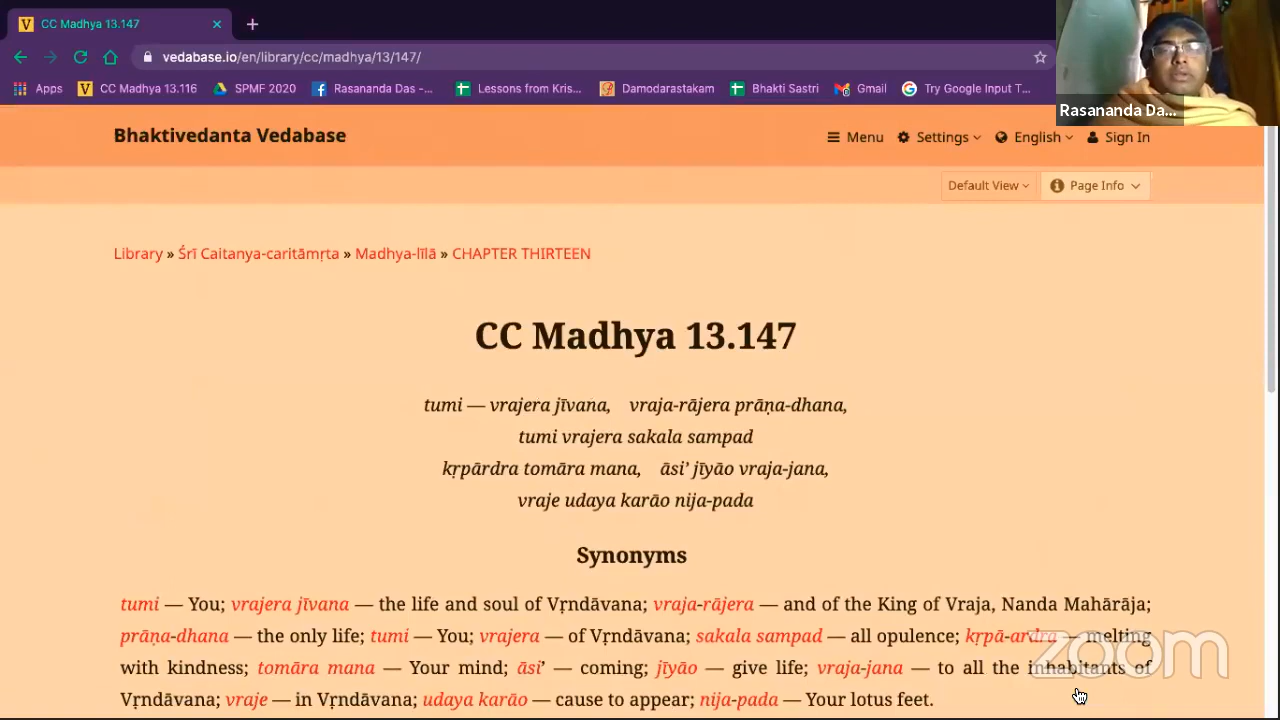 CC Madhya 13.147
vedabase.io/en/library/cc/madhya/13/147/
Apps CC Madhya 13.116 SPMF 2020 Rasananda Das -... Lessons from Kris... Damodarastakam Bhakti Sastri Gmail Try Google Input T...
Rasananda Da...
Bhaktivedanta Vedabase Menu Settings English Sign In
Default View Page Info
Library » Śrī Caitanya-caritāmṛta » Madhya-līlā » CHAPTER THIRTEEN
CC Madhya 13.147
tumi — vrajera jīvana, vraja-rājera prāṇa-dhana,
tumi vrajera sakala sampad
kṛpārdra tomāra mana, āsi’ jīyāo vraja-jana,
vraje udaya karāo nija-pada
Synonyms
tumi — You; vrajera jīvana — the life and soul of Vṛndāvana; vraja-rājera — and of the King of Vraja, Nanda Mahārāja;
prāṇa-dhana — the only life; tumi — You; vrajera — of Vṛndāvana; sakala sampad — all opulence; kṛpā-ardra — melting
with kindness; tomāra mana — Your mind; āsi’ — coming; jīyāo — give life; vraja-jana — to all the inhabitants of
Vṛndāvana; vraje — in Vṛndāvana; udaya karāo — cause to appear; nija-pada — Your lotus feet.
zoom